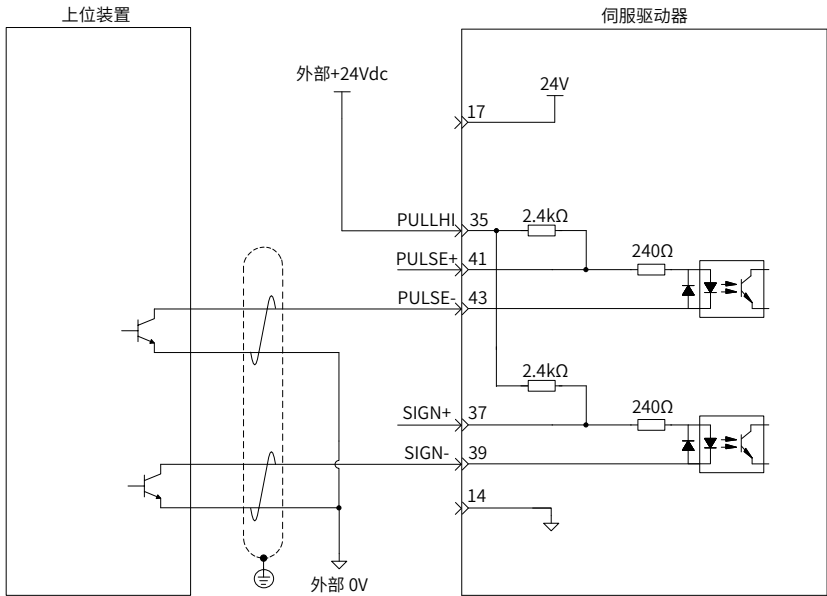 上位装置
伺服驱动器
外部+24Vdc
24V
17
PULLHI
35
2.4kΩ
PULSE+
41
240Ω
PULSE-
43
2.4kΩ
SIGN+
37
240Ω
SIGN-
39
14
外部 0V